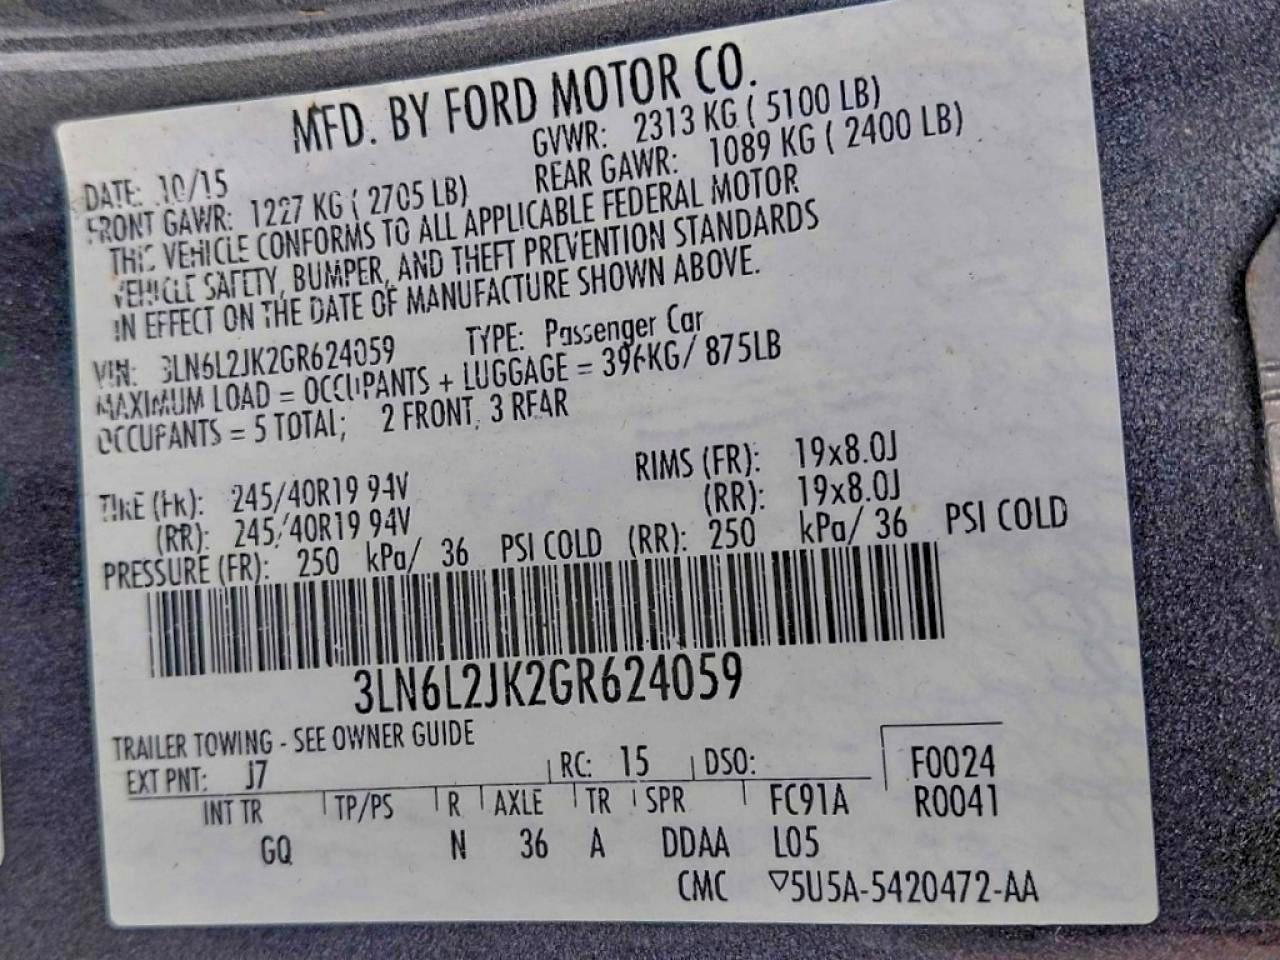 MFD. BY FORD MOTOR CO.
DATE: 10/15 GVWR: 2313 KG ( 5100 LB)
FRONT GAWR: 1227 KG ( 2705 LB) REAR GAWR: 1089 KG ( 2400 LB)
THIS VEHICLE CONFORMS TO ALL APPLICABLE FEDERAL MOTOR
VEHICLE SAFETY, BUMPER, AND THEFT PREVENTION STANDARDS
IN EFFECT ON THE DATE OF MANUFACTURE SHOWN ABOVE.
VIN: 3LN6L2JK2GR624059 TYPE: Passenger Car
MAXIMUM LOAD = OCCUPANTS + LUGGAGE = 396KG/ 875LB
OCCUPANTS = 5 TOTAL; 2 FRONT, 3 REAR
TIRE (FR): 245/40R19 94V RIMS (FR): 19x8.0J
(RR): 245/40R19 94V (RR): 19x8.0J
PRESSURE (FR): 250 kPa/ 36 PSI COLD (RR): 250 kPa/ 36 PSI COLD
3LN6L2JK2GR624059
TRAILER TOWING - SEE OWNER GUIDE
EXT PNT: J7 RC: 15 DSO: F0024
INT TR TP/PS R AXLE TR SPR FC91A R0041
GQ N 36 A DDAA L05
CMC ▽5U5A-5420472-AA